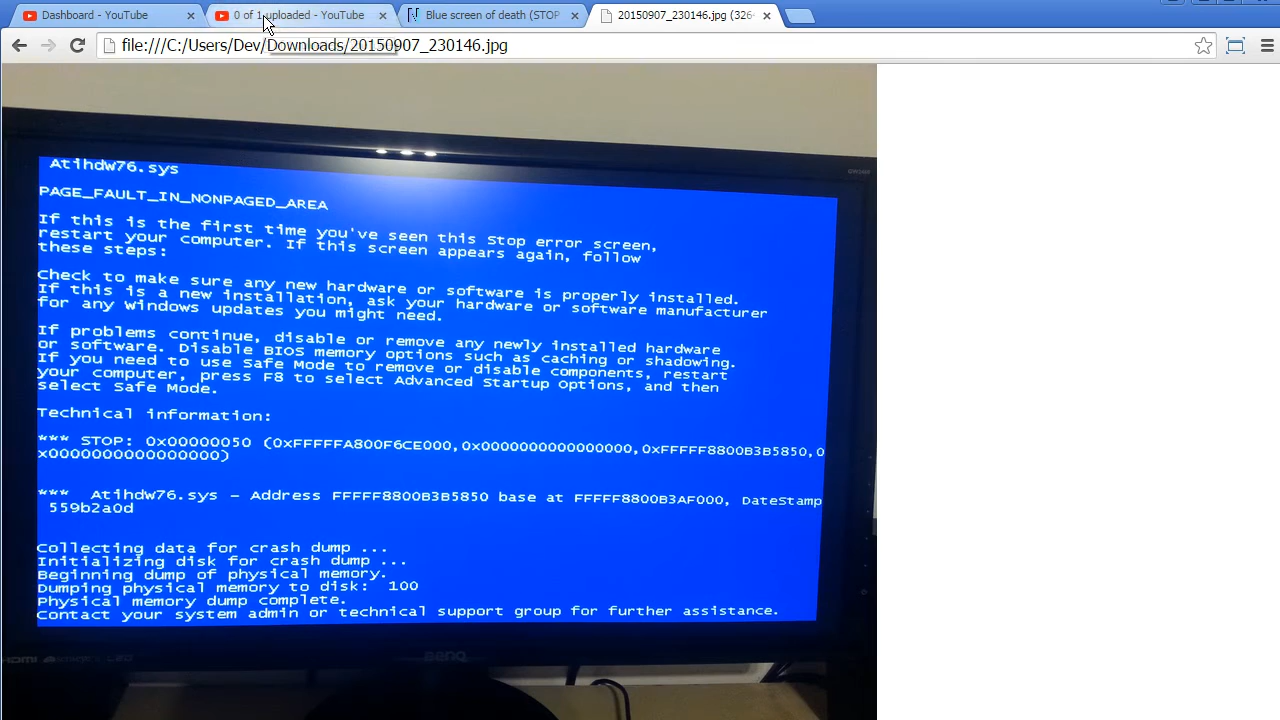 Dashboard - YouTube
0 of 1 uploaded - YouTube
Blue screen of death (STOP
20150907_230146.jpg (326
file:///C:/Users/Dev/Downloads/20150907_230146.jpg
Atihdw76.sys
PAGE_FAULT_IN_NONPAGED_AREA
If this is the first time you've seen this Stop error screen,
restart your computer. If this screen appears again, follow
these steps:
Check to make sure any new hardware or software is properly installed.
If this is a new installation, ask your hardware or software manufacturer
for any Windows updates you might need.
If problems continue, disable or remove any newly installed hardware
or software. Disable BIOS memory options such as caching or shadowing.
If you need to use Safe Mode to remove or disable components, restart
your computer, press F8 to select Advanced Startup Options, and then
select Safe Mode.
Technical information:
*** STOP: 0x00000050 (0xFFFFFA800F6CE000,0x0000000000000000,0xFFFFF8800B3B5850,0
x0000000000000000)
*** Atihdw76.sys - Address FFFFF8800B3B5850 base at FFFFF8800B3AF000, DateStamp
559b2a0d
Collecting data for crash dump ...
Initializing disk for crash dump ...
Beginning dump of physical memory.
Dumping physical memory to disk: 100
Physical memory dump complete.
Contact your system admin or technical support group for further assistance.
HDMI
BenQ